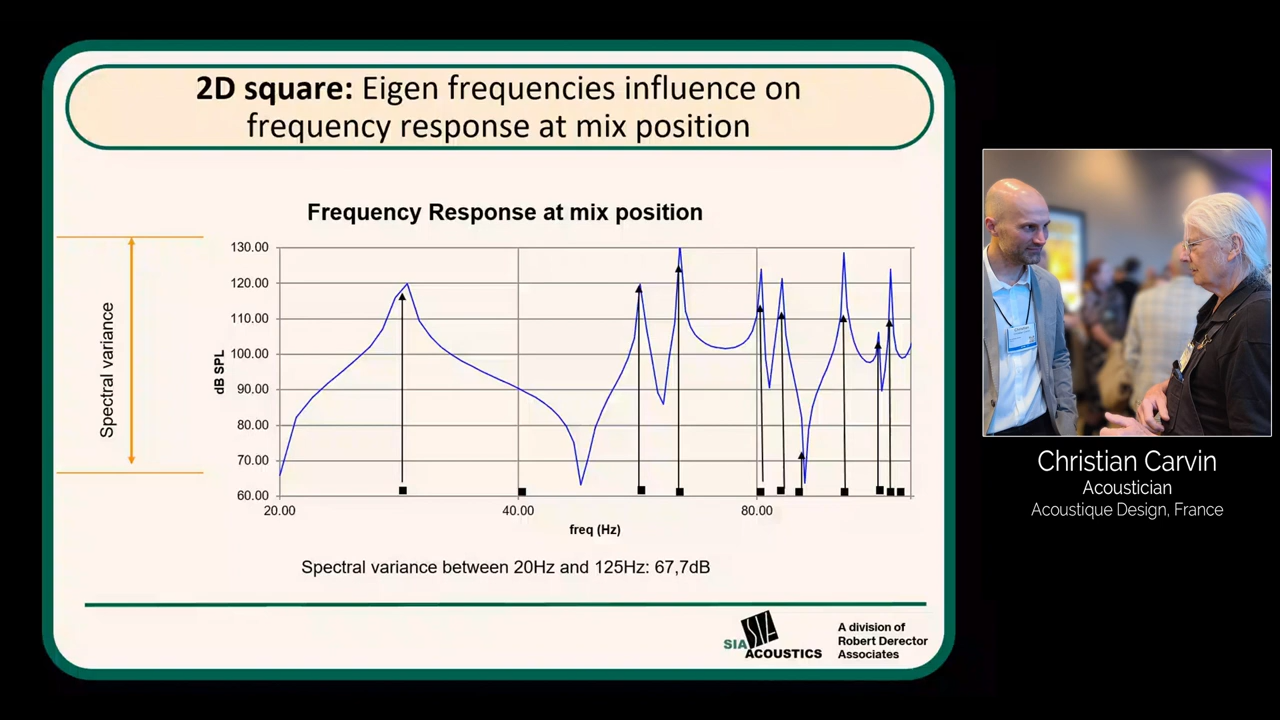 2D square: Eigen frequencies influence on
frequency response at mix position
Frequency Response at mix position
Spectral variance
dB SPL
130.00
120.00
110.00
100.00
90.00
80.00
70.00
60.00
20.00
40.00
80.00
freq (Hz)
Spectral variance between 20Hz and 125Hz: 67,7dB
SIA
ACOUSTICS
A division of
Robert Derector
Associates
Christian Carvin
Acoustician
Acoustique Design, France